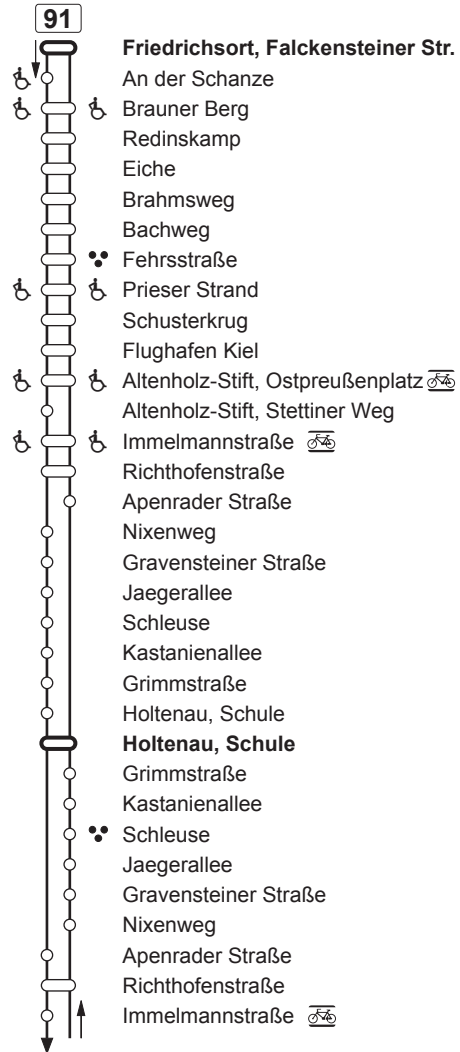 91
Friedrichsort, Falckensteiner Str.
An der Schanze
Brauner Berg
Redinskamp
Eiche
Brahmsweg
Bachweg
Fehrsstraße
Prieser Strand
Schusterkrug
Flughafen Kiel
Altenholz-Stift, Ostpreußenplatz
Altenholz-Stift, Stettiner Weg
Immelmannstraße
Richthofenstraße
Apenrader Straße
Nixenweg
Gravensteiner Straße
Jaegerallee
Schleuse
Kastanienallee
Grimmstraße
Holtenau, Schule
Holtenau, Schule
Grimmstraße
Kastanienallee
Schleuse
Jaegerallee
Gravensteiner Straße
Nixenweg
Apenrader Straße
Richthofenstraße
Immelmannstraße